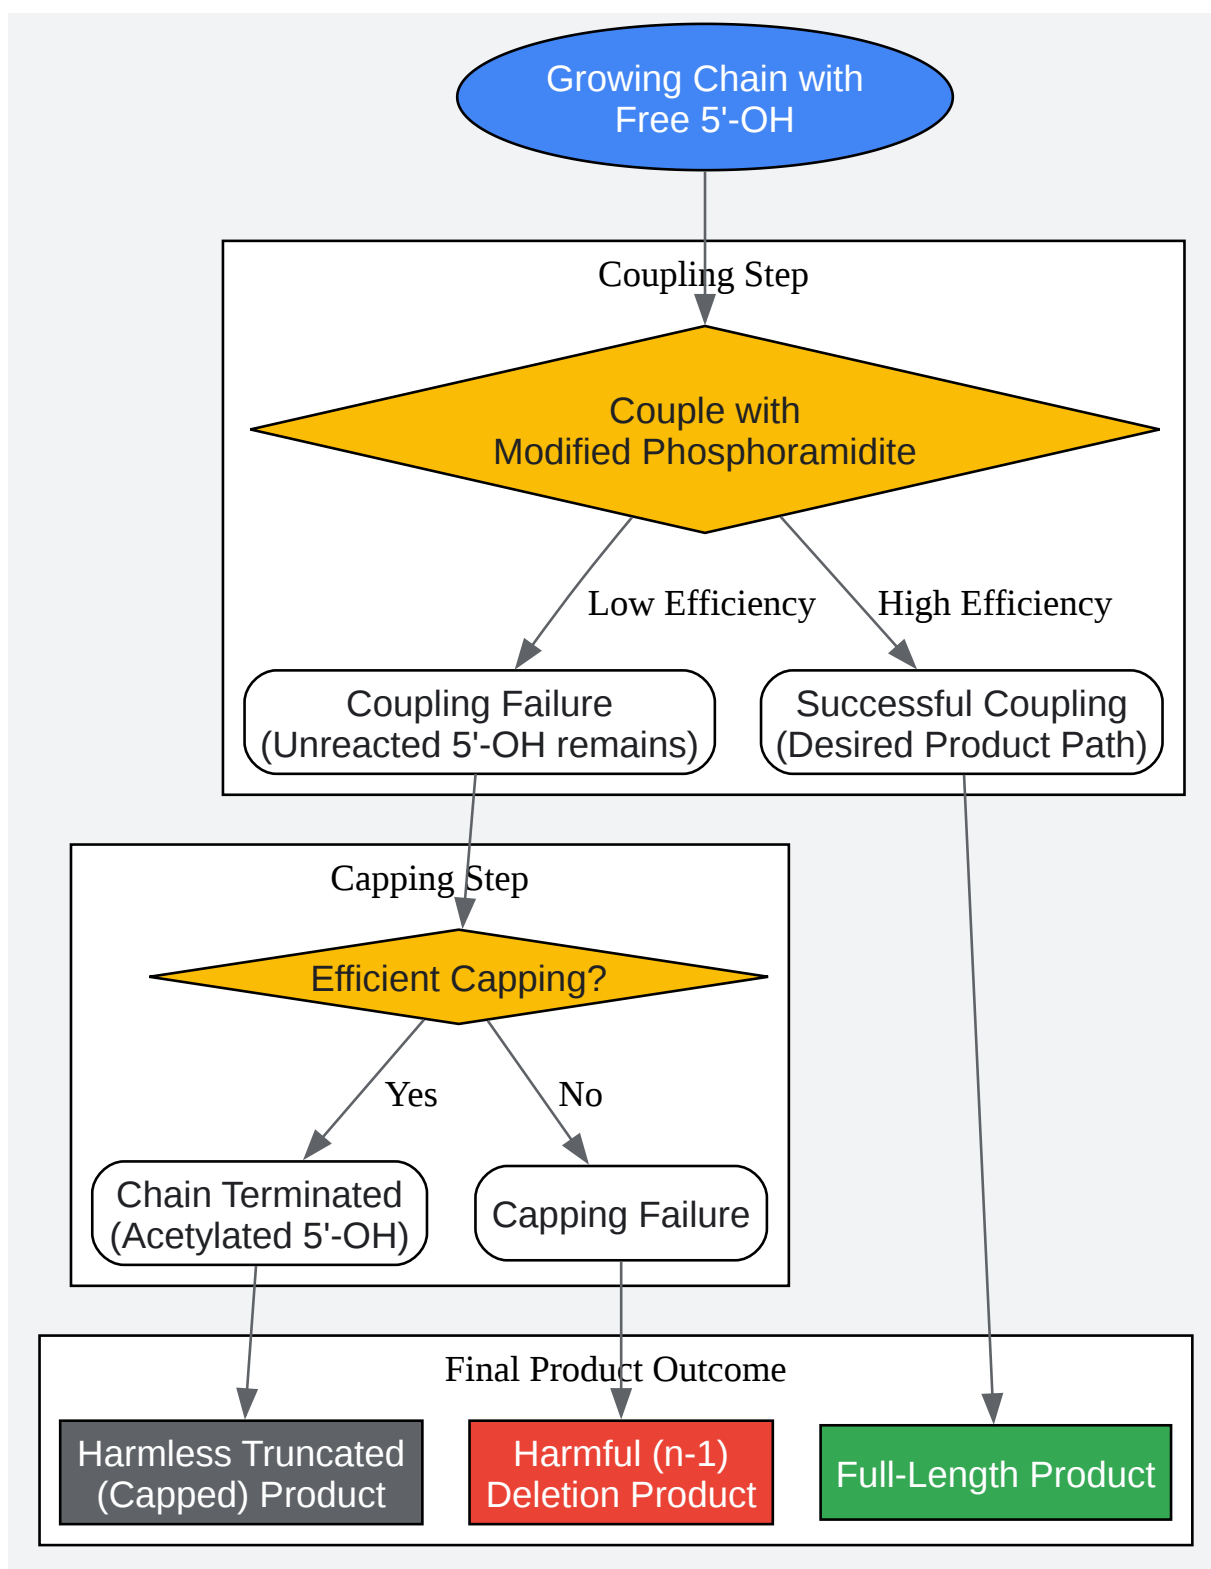 Growing Chain with
Free 5'-OH
Coupling Step
Couple with
Modified Phosphoramidite
Low Efficiency
High Efficiency
Coupling Failure
(Unreacted 5'-OH remains)
Successful Coupling
(Desired Product Path)
Capping Step
Efficient Capping?
Yes
No
Chain Terminated
(Acetylated 5'-OH)
Capping Failure
Final Product Outcome
Harmless Truncated
(Capped) Product
Harmful (n-1)
Deletion Product
Full-Length Product